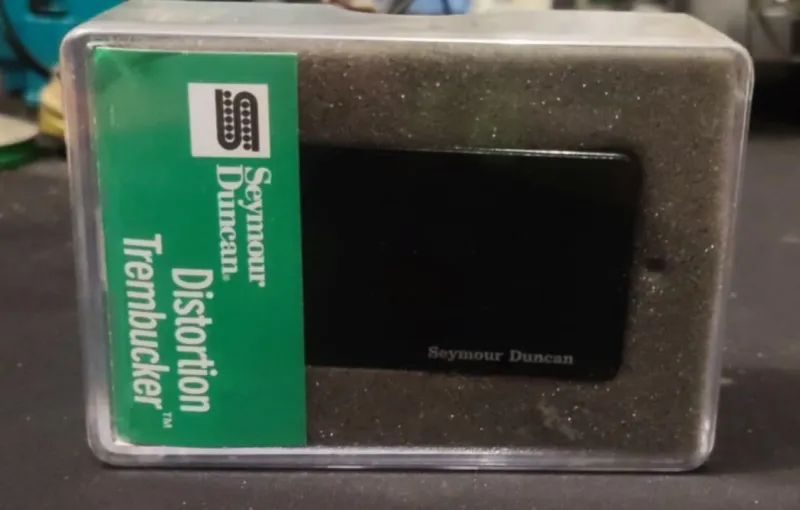 Seymour
Duncan®
Distortion
Trembucker™
Seymour Duncan